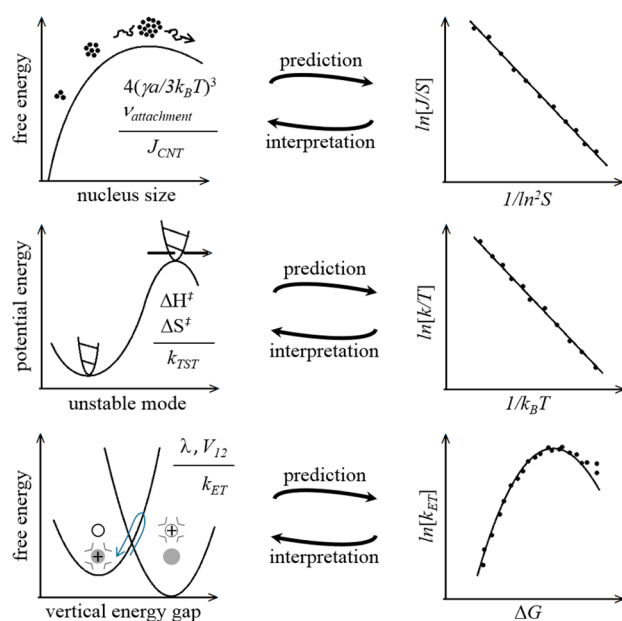 free energy
4(γa/3k_BT)^3
ν_attachment
J_CNT
nucleus size
prediction
interpretation
ln[J/S]
1/ln^2S
potential energy
ΔH^‡
ΔS^‡
k_TST
unstable mode
prediction
interpretation
ln[k/T]
1/k_BT
free energy
λ, V_12
k_ET
+
+
vertical energy gap
prediction
interpretation
ln[k_ET]
ΔG